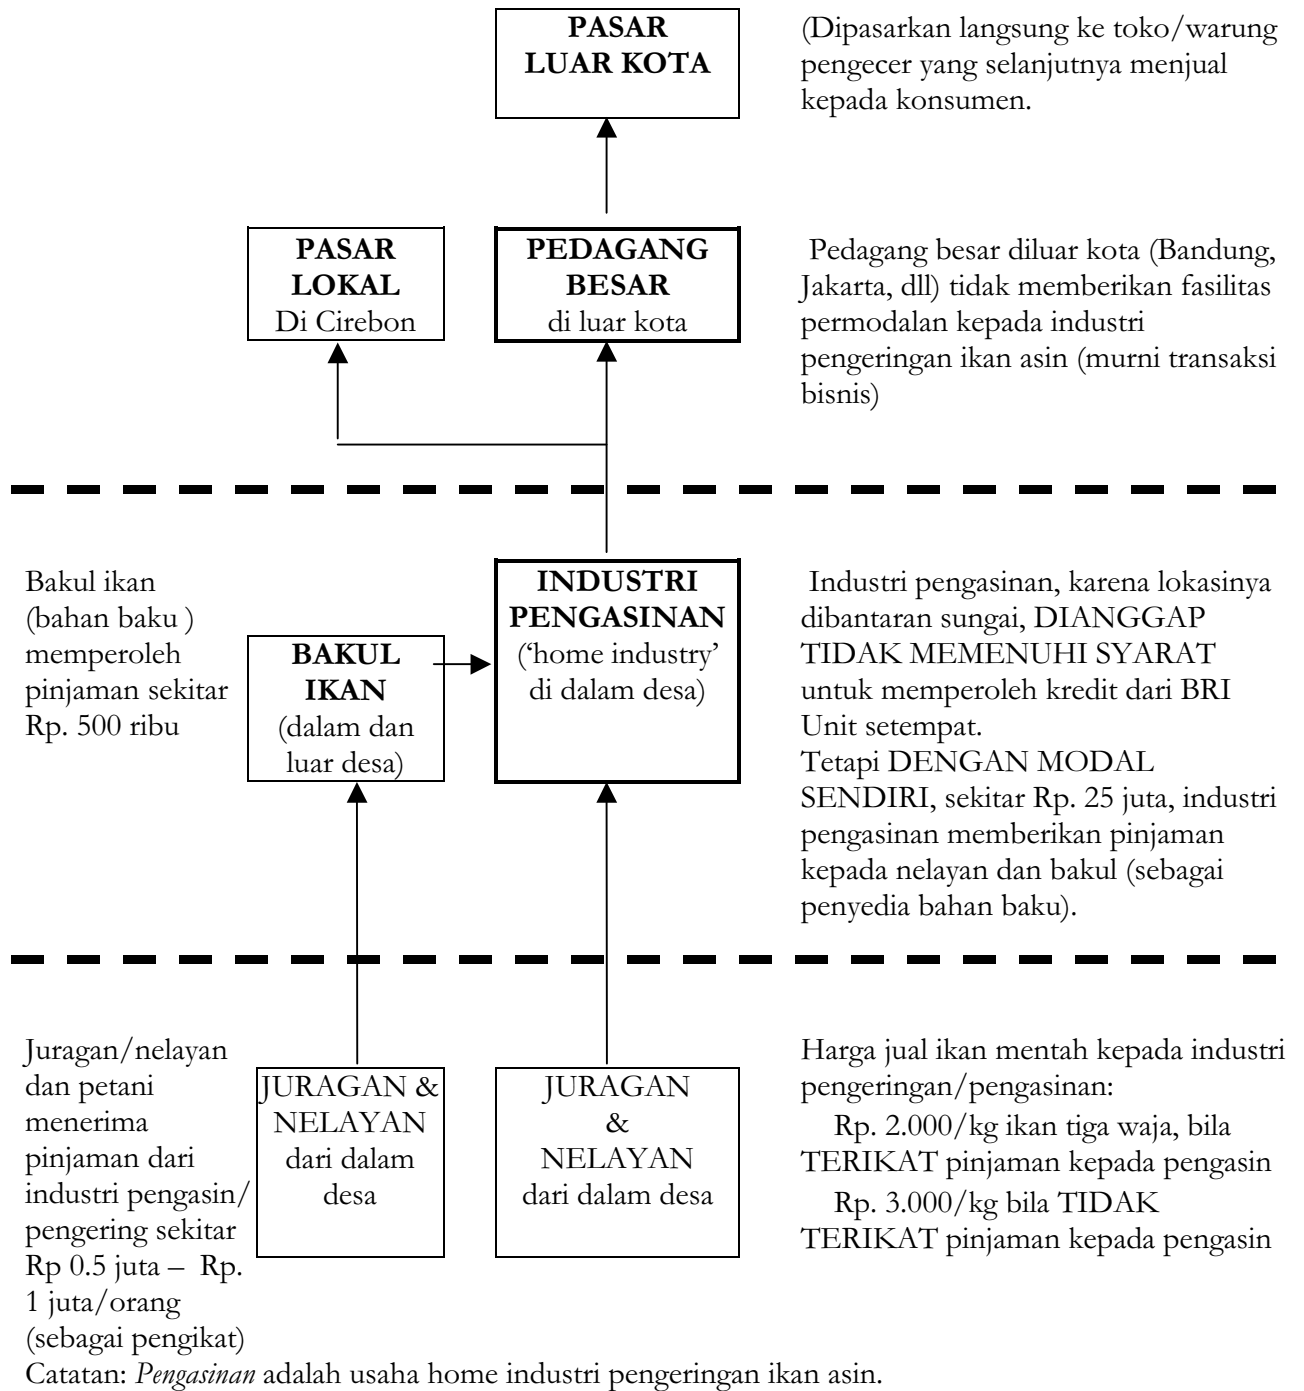 PASAR
LUAR KOTA
(Dipasarkan langsung ke toko/warung
pengecer yang selanjutnya menjual
kepada konsumen.
PASAR
LOKAL
Di Cirebon
PEDAGANG
BESAR
di luar kota
Pedagang besar diluar kota (Bandung,
Jakarta, dll) tidak memberikan fasilitas
permodalan kepada industri
pengeringan ikan asin (murni transaksi
bisnis)
Bakul ikan
(bahan baku )
memperoleh
pinjaman sekitar
Rp. 500 ribu
BAKUL
IKAN
(dalam dan
luar desa)
INDUSTRI
PENGASINAN
(‘home industry’
di dalam desa)
Industri pengasinan, karena lokasinya
dibantaran sungai, DIANGGAP
TIDAK MEMENUHI SYARAT
untuk memperoleh kredit dari BRI
Unit setempat.
Tetapi DENGAN MODAL
SENDIRI, sekitar Rp. 25 juta, industri
pengasinan memberikan pinjaman
kepada nelayan dan bakul (sebagai
penyedia bahan baku).
Juragan/nelayan
dan petani
menerima
pinjaman dari
industri pengasin/
pengering sekitar
Rp 0.5 juta – Rp.
1 juta/orang
(sebagai pengikat)
JURAGAN &
NELAYAN
dari dalam
desa
JURAGAN
&
NELAYAN
dari dalam desa
Harga jual ikan mentah kepada industri
pengeringan/pengasinan:
Rp. 2.000/kg ikan tiga waja, bila
TERIKAT pinjaman kepada pengasin
Rp. 3.000/kg bila TIDAK
TERIKAT pinjaman kepada pengasin
Catatan: Pengasinan adalah usaha home industri pengeringan ikan asin.